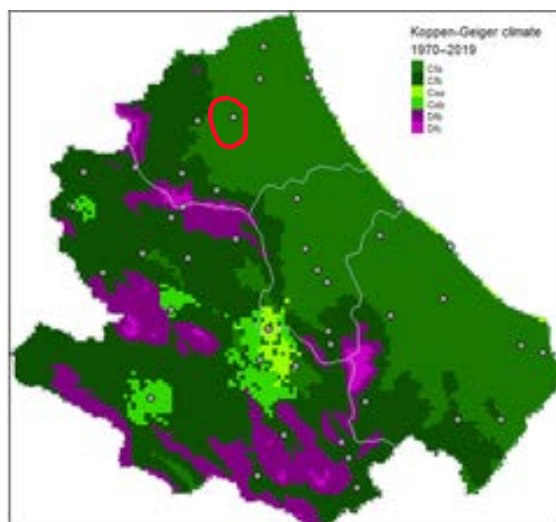 Koppen-Geiger climate
1970–2019
Cfa
Cfb
Csa
Csb
Dfb
Dfc